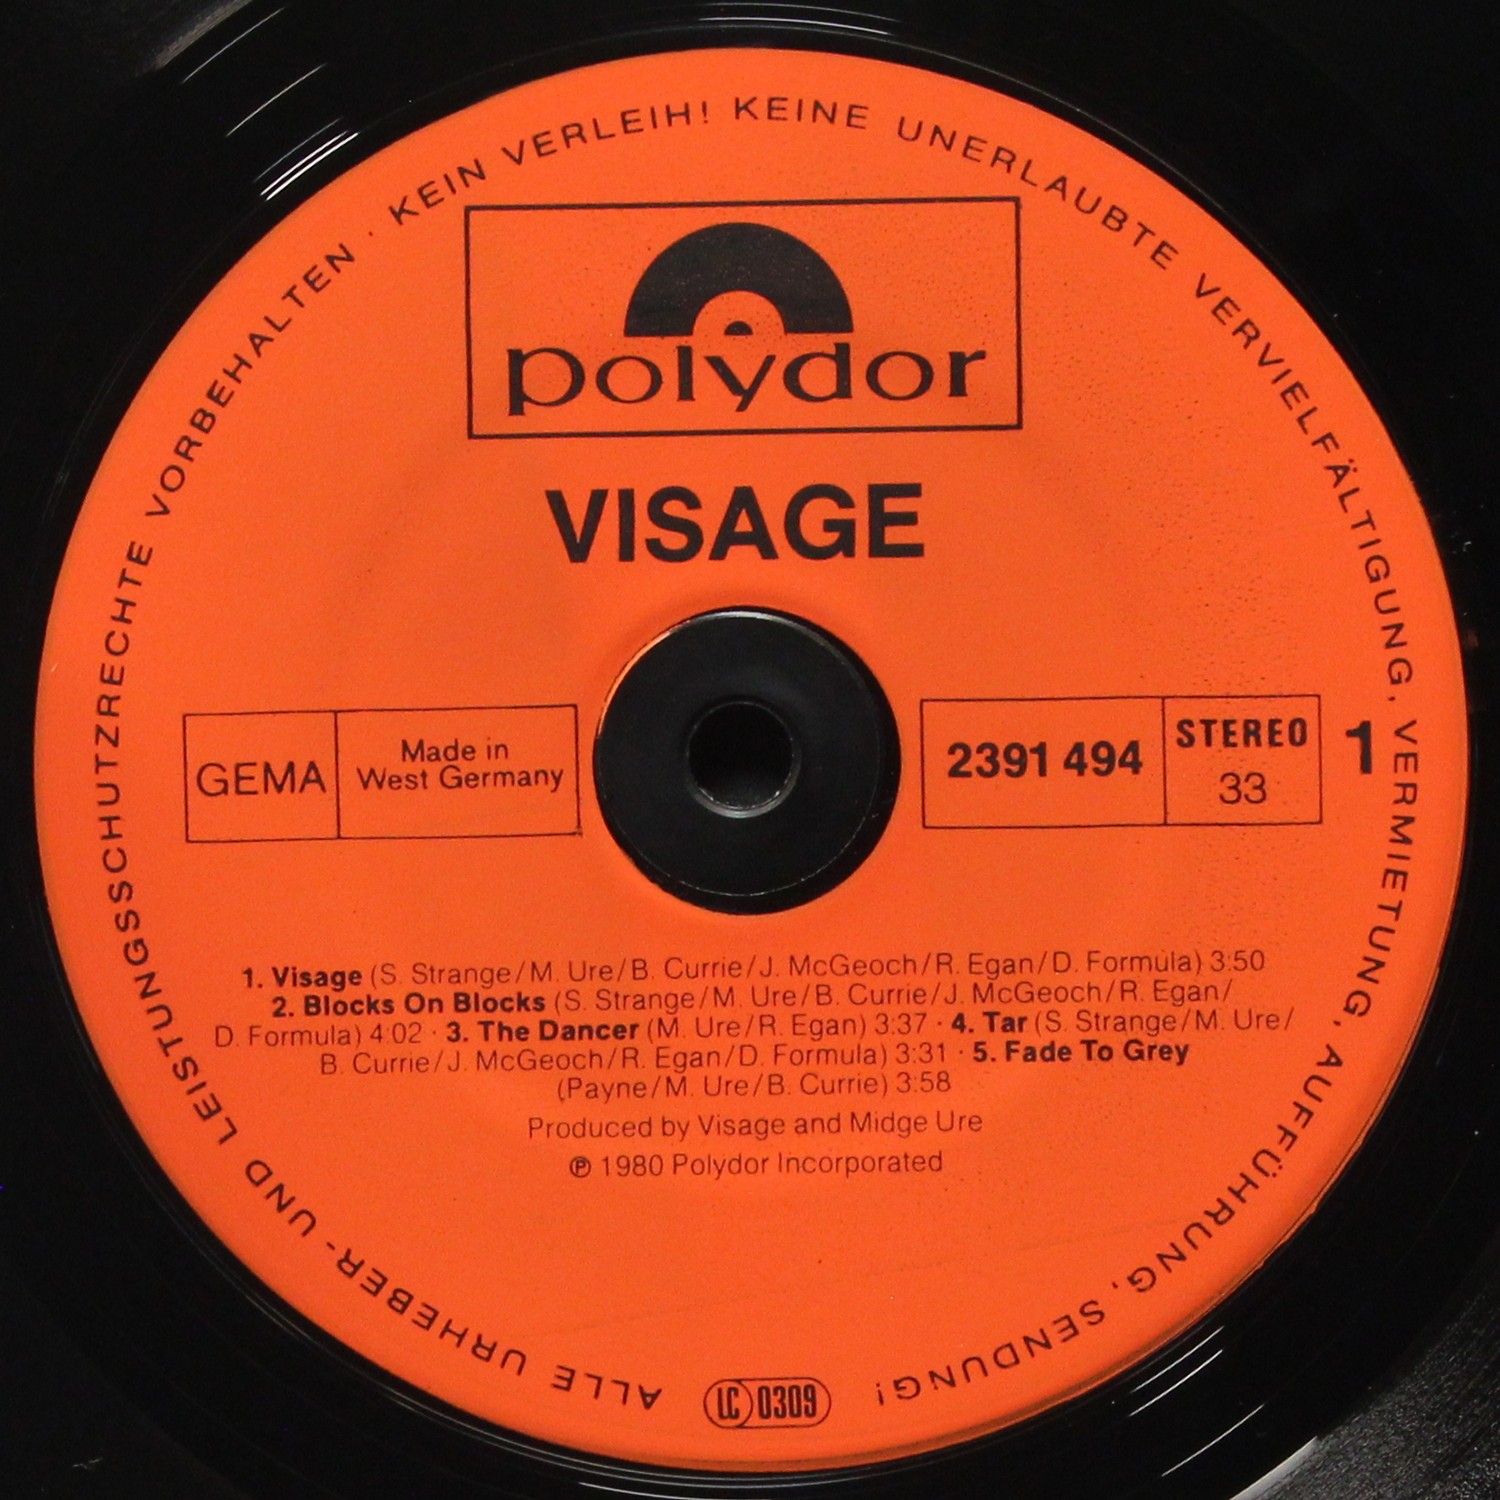 ALLE URHEBER- UND LEISTUNGSSCHUTZRECHTE VORBEHALTEN · KEIN VERLEIH! KEINE UNERLAUBTE VERVIELFÄLTIGUNG, VERMIETUNG, AUFFÜHRUNG, SENDUNG!
polydor
VISAGE
GEMA
Made in
West Germany
2391 494
STEREO
33
1
1. Visage (S. Strange/M. Ure/B. Currie/J. McGeoch/R. Egan/D. Formula) 3:50
2. Blocks On Blocks (S. Strange/M. Ure/B. Currie/J. McGeoch/R. Egan/
D. Formula) 4:02 · 3. The Dancer (M. Ure/R. Egan) 3:37 · 4. Tar (S. Strange/M. Ure/
B. Currie/J. McGeoch/R. Egan/D. Formula) 3:31 · 5. Fade To Grey
(Payne/M. Ure/B. Currie) 3:58
Produced by Visage and Midge Ure
℗ 1980 Polydor Incorporated
LC 0309